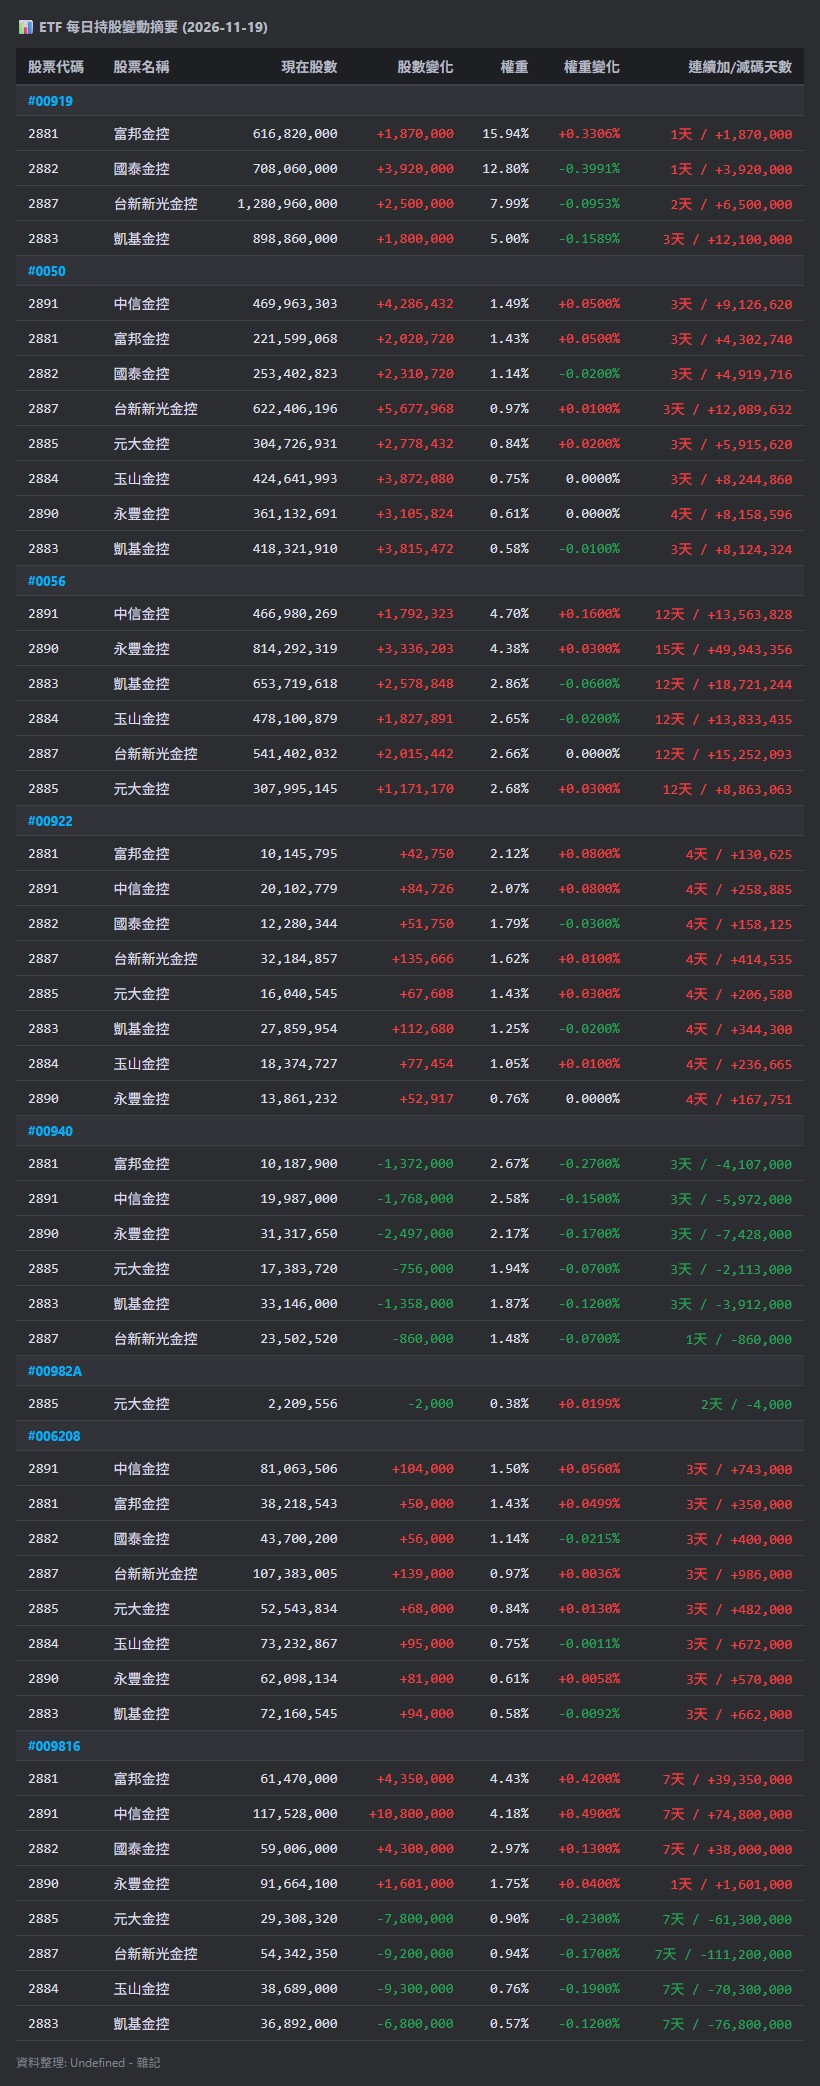 📊 ETF 每日持股變動摘要 (2026-11-19)
股票代碼 股票名稱 現在股數 股數變化 權重 權重變化 連續加/減碼天數
#00919
2881 富邦金控 616,820,000 +1,870,000 15.94% +0.3306% 1天 / +1,870,000
2882 國泰金控 708,060,000 +3,920,000 12.80% -0.3991% 1天 / +3,920,000
2887 台新新光金控 1,280,960,000 +2,500,000 7.99% -0.0953% 2天 / +6,500,000
2883 凱基金控 898,860,000 +1,800,000 5.00% -0.1589% 3天 / +12,100,000
#0050
2891 中信金控 469,963,303 +4,286,432 1.49% +0.0500% 3天 / +9,126,620
2881 富邦金控 221,599,068 +2,020,720 1.43% +0.0500% 3天 / +4,302,740
2882 國泰金控 253,402,823 +2,310,720 1.14% -0.0200% 3天 / +4,919,716
2887 台新新光金控 622,406,196 +5,677,968 0.97% +0.0100% 3天 / +12,089,632
2885 元大金控 304,726,931 +2,778,432 0.84% +0.0200% 3天 / +5,915,620
2884 玉山金控 424,641,993 +3,872,080 0.75% 0.0000% 3天 / +8,244,860
2890 永豐金控 361,132,691 +3,105,824 0.61% 0.0000% 4天 / +8,158,596
2883 凱基金控 418,321,910 +3,815,472 0.58% -0.0100% 3天 / +8,124,324
#0056
2891 中信金控 466,980,269 +1,792,323 4.70% +0.1600% 12天 / +13,563,828
2890 永豐金控 814,292,319 +3,336,203 4.38% +0.0300% 15天 / +49,943,356
2883 凱基金控 653,719,618 +2,578,848 2.86% -0.0600% 12天 / +18,721,244
2884 玉山金控 478,100,879 +1,827,891 2.65% -0.0200% 12天 / +13,833,435
2887 台新新光金控 541,402,032 +2,015,442 2.66% 0.0000% 12天 / +15,252,093
2885 元大金控 307,995,145 +1,171,170 2.68% +0.0300% 12天 / +8,863,063
#00922
2881 富邦金控 10,145,795 +42,750 2.12% +0.0800% 4天 / +130,625
2891 中信金控 20,102,779 +84,726 2.07% +0.0800% 4天 / +258,885
2882 國泰金控 12,280,344 +51,750 1.79% -0.0300% 4天 / +158,125
2887 台新新光金控 32,184,857 +135,666 1.62% +0.0100% 4天 / +414,535
2885 元大金控 16,040,545 +67,608 1.43% +0.0300% 4天 / +206,580
2883 凱基金控 27,859,954 +112,680 1.25% -0.0200% 4天 / +344,300
2884 玉山金控 18,374,727 +77,454 1.05% +0.0100% 4天 / +236,665
2890 永豐金控 13,861,232 +52,917 0.76% 0.0000% 4天 / +167,751
#00940
2881 富邦金控 10,187,900 -1,372,000 2.67% -0.2700% 3天 / -4,107,000
2891 中信金控 19,987,000 -1,768,000 2.58% -0.1500% 3天 / -5,972,000
2890 永豐金控 31,317,650 -2,497,000 2.17% -0.1700% 3天 / -7,428,000
2885 元大金控 17,383,720 -756,000 1.94% -0.0700% 3天 / -2,113,000
2883 凱基金控 33,146,000 -1,358,000 1.87% -0.1200% 3天 / -3,912,000
2887 台新新光金控 23,502,520 -860,000 1.48% -0.0700% 1天 / -860,000
#00982A
2885 元大金控 2,209,556 -2,000 0.38% +0.0199% 2天 / -4,000
#006208
2891 中信金控 81,063,506 +104,000 1.50% +0.0560% 3天 / +743,000
2881 富邦金控 38,218,543 +50,000 1.43% +0.0499% 3天 / +350,000
2882 國泰金控 43,700,200 +56,000 1.14% -0.0215% 3天 / +400,000
2887 台新新光金控 107,383,005 +139,000 0.97% +0.0036% 3天 / +986,000
2885 元大金控 52,543,834 +68,000 0.84% +0.0130% 3天 / +482,000
2884 玉山金控 73,232,867 +95,000 0.75% -0.0011% 3天 / +672,000
2890 永豐金控 62,098,134 +81,000 0.61% +0.0058% 3天 / +570,000
2883 凱基金控 72,160,545 +94,000 0.58% -0.0092% 3天 / +662,000
#009816
2881 富邦金控 61,470,000 +4,350,000 4.43% +0.4200% 7天 / +39,350,000
2891 中信金控 117,528,000 +10,800,000 4.18% +0.4900% 7天 / +74,800,000
2882 國泰金控 59,006,000 +4,300,000 2.97% +0.1300% 7天 / +38,000,000
2890 永豐金控 91,664,100 +1,601,000 1.75% +0.0400% 1天 / +1,601,000
2885 元大金控 29,308,320 -7,800,000 0.90% -0.2300% 7天 / -61,300,000
2887 台新新光金控 54,342,350 -9,200,000 0.94% -0.1700% 7天 / -111,200,000
2884 玉山金控 38,689,000 -9,300,000 0.76% -0.1900% 7天 / -70,300,000
2883 凱基金控 36,892,000 -6,800,000 0.57% -0.1200% 7天 / -76,800,000
資料整理: Undefined - 雜記